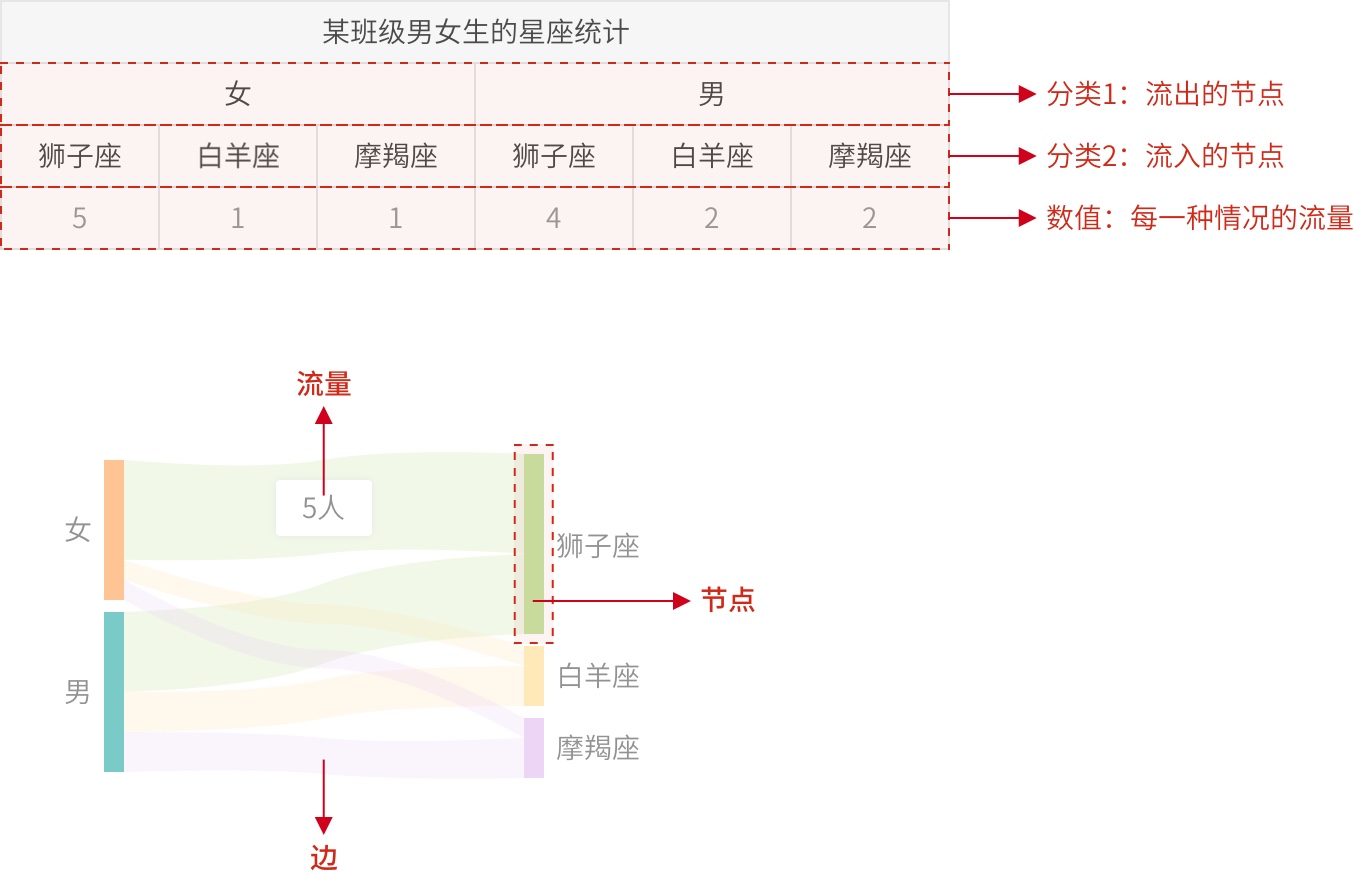 某班级男女生的星座统计
女 男 分类1：流出的节点
狮子座 白羊座 摩羯座 狮子座 白羊座 摩羯座 分类2：流入的节点
5 1 1 4 2 2 数值：每一种情况的流量
流量
5人
女
狮子座
节点
白羊座
男
摩羯座
边